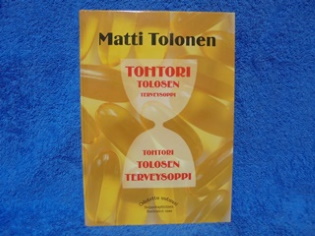 Matti Tolonen
TOHTORI
TOLOSEN
TERVEYSOPPI
TOHTORI
TOLOSEN
TERVEYSOPPI